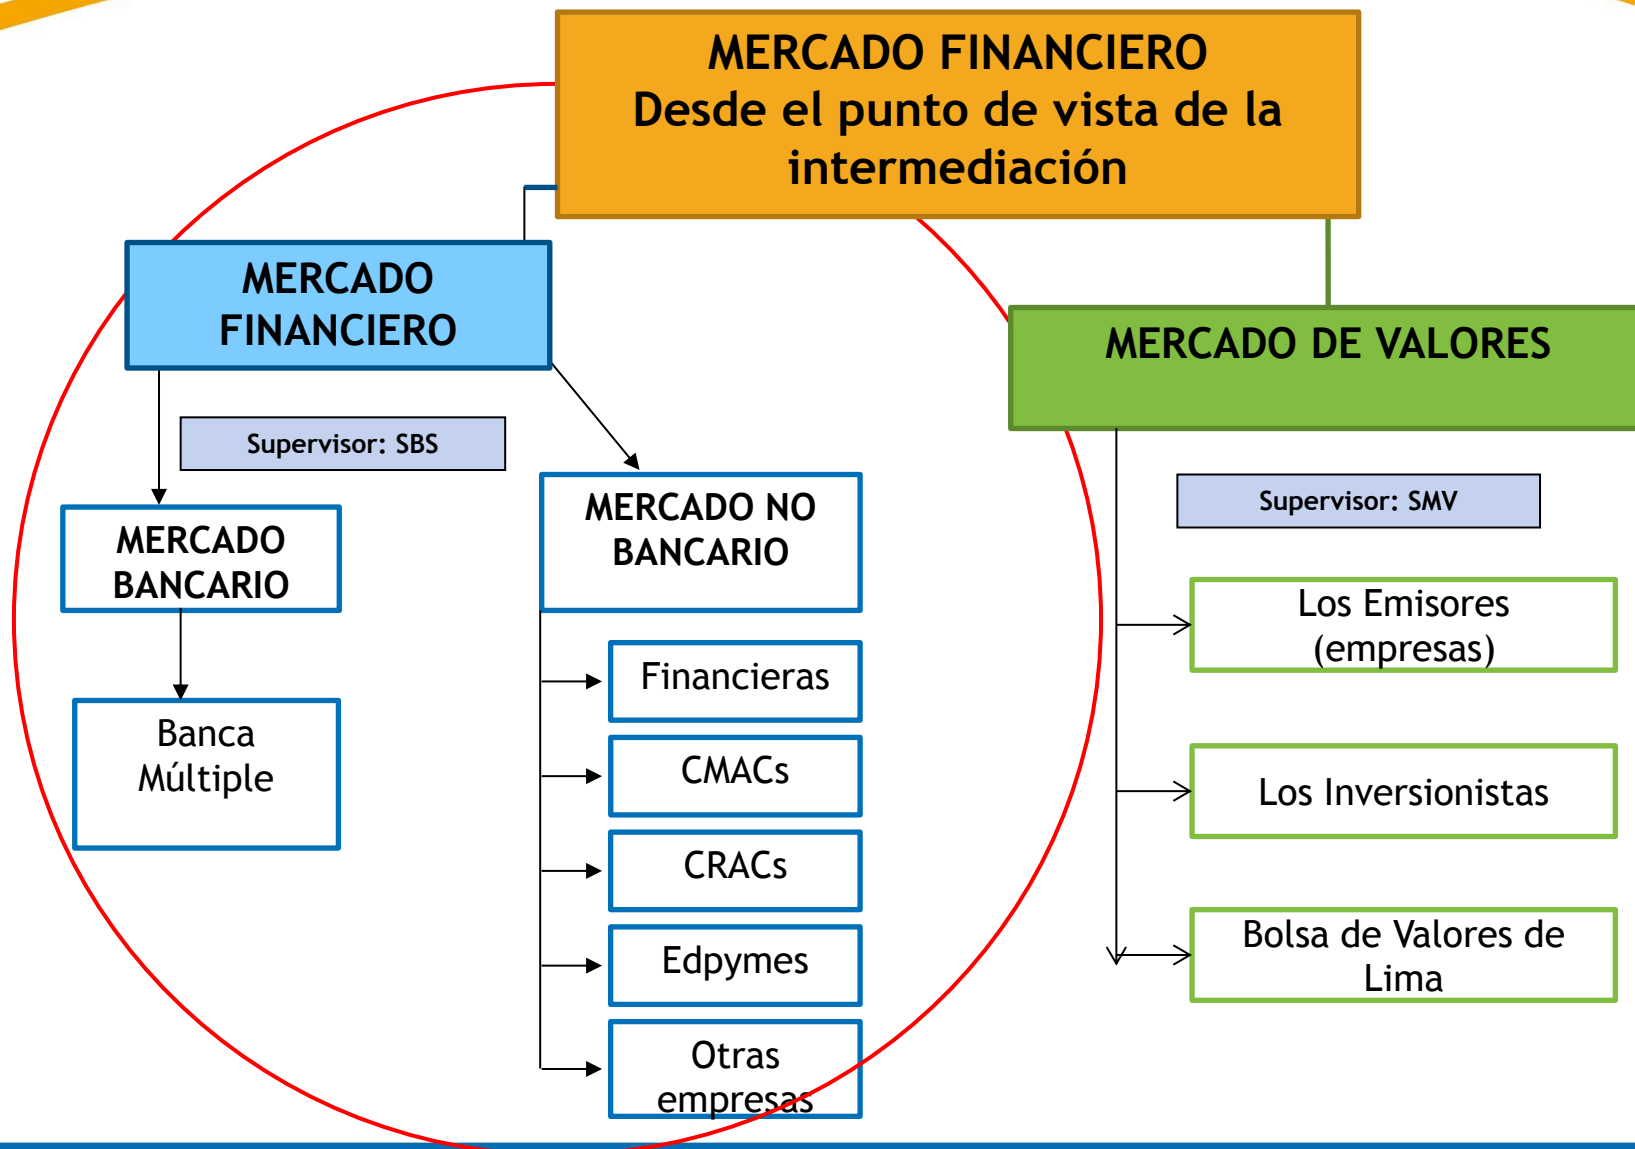 MERCADO FINANCIERO
Desde el punto de vista de la
intermediación
MERCADO
FINANCIERO
MERCADO DE VALORES
Supervisor: SBS
Supervisor: SMV
MERCADO
BANCARIO
Banca
Múltiple
MERCADO NO
BANCARIO
Financieras
CMACs
CRACs
Edpymes
Otras
empresas
Los Emisores
(empresas)
Los Inversionistas
Bolsa de Valores de
Lima